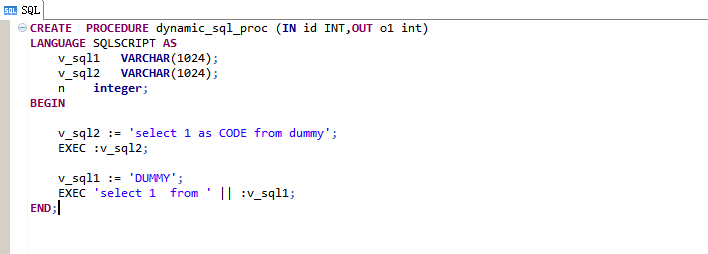 SQL SQL
CREATE  PROCEDURE dynamic_sql_proc (IN id INT,OUT o1 int)
LANGUAGE SQLSCRIPT AS
    v_sql1   VARCHAR(1024);
    v_sql2   VARCHAR(1024);
    n    integer;
BEGIN

    v_sql2 := 'select 1 as CODE from dummy';
    EXEC :v_sql2;

    v_sql1 := 'DUMMY';
    EXEC 'select 1  from ' || :v_sql1;
END;